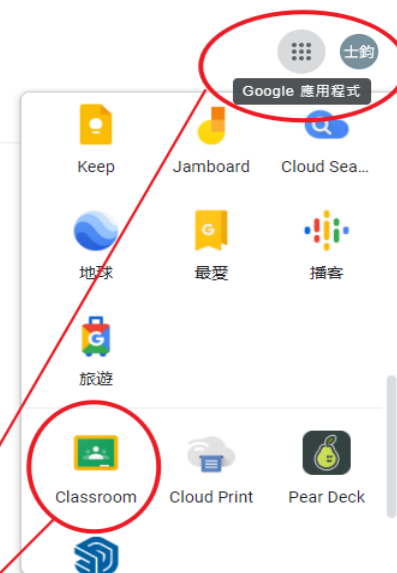 士鈞
Google 應用程式
Keep
Jamboard
Cloud Sea...
地球
最愛
播客
旅遊
Classroom
Cloud Print
Pear Deck